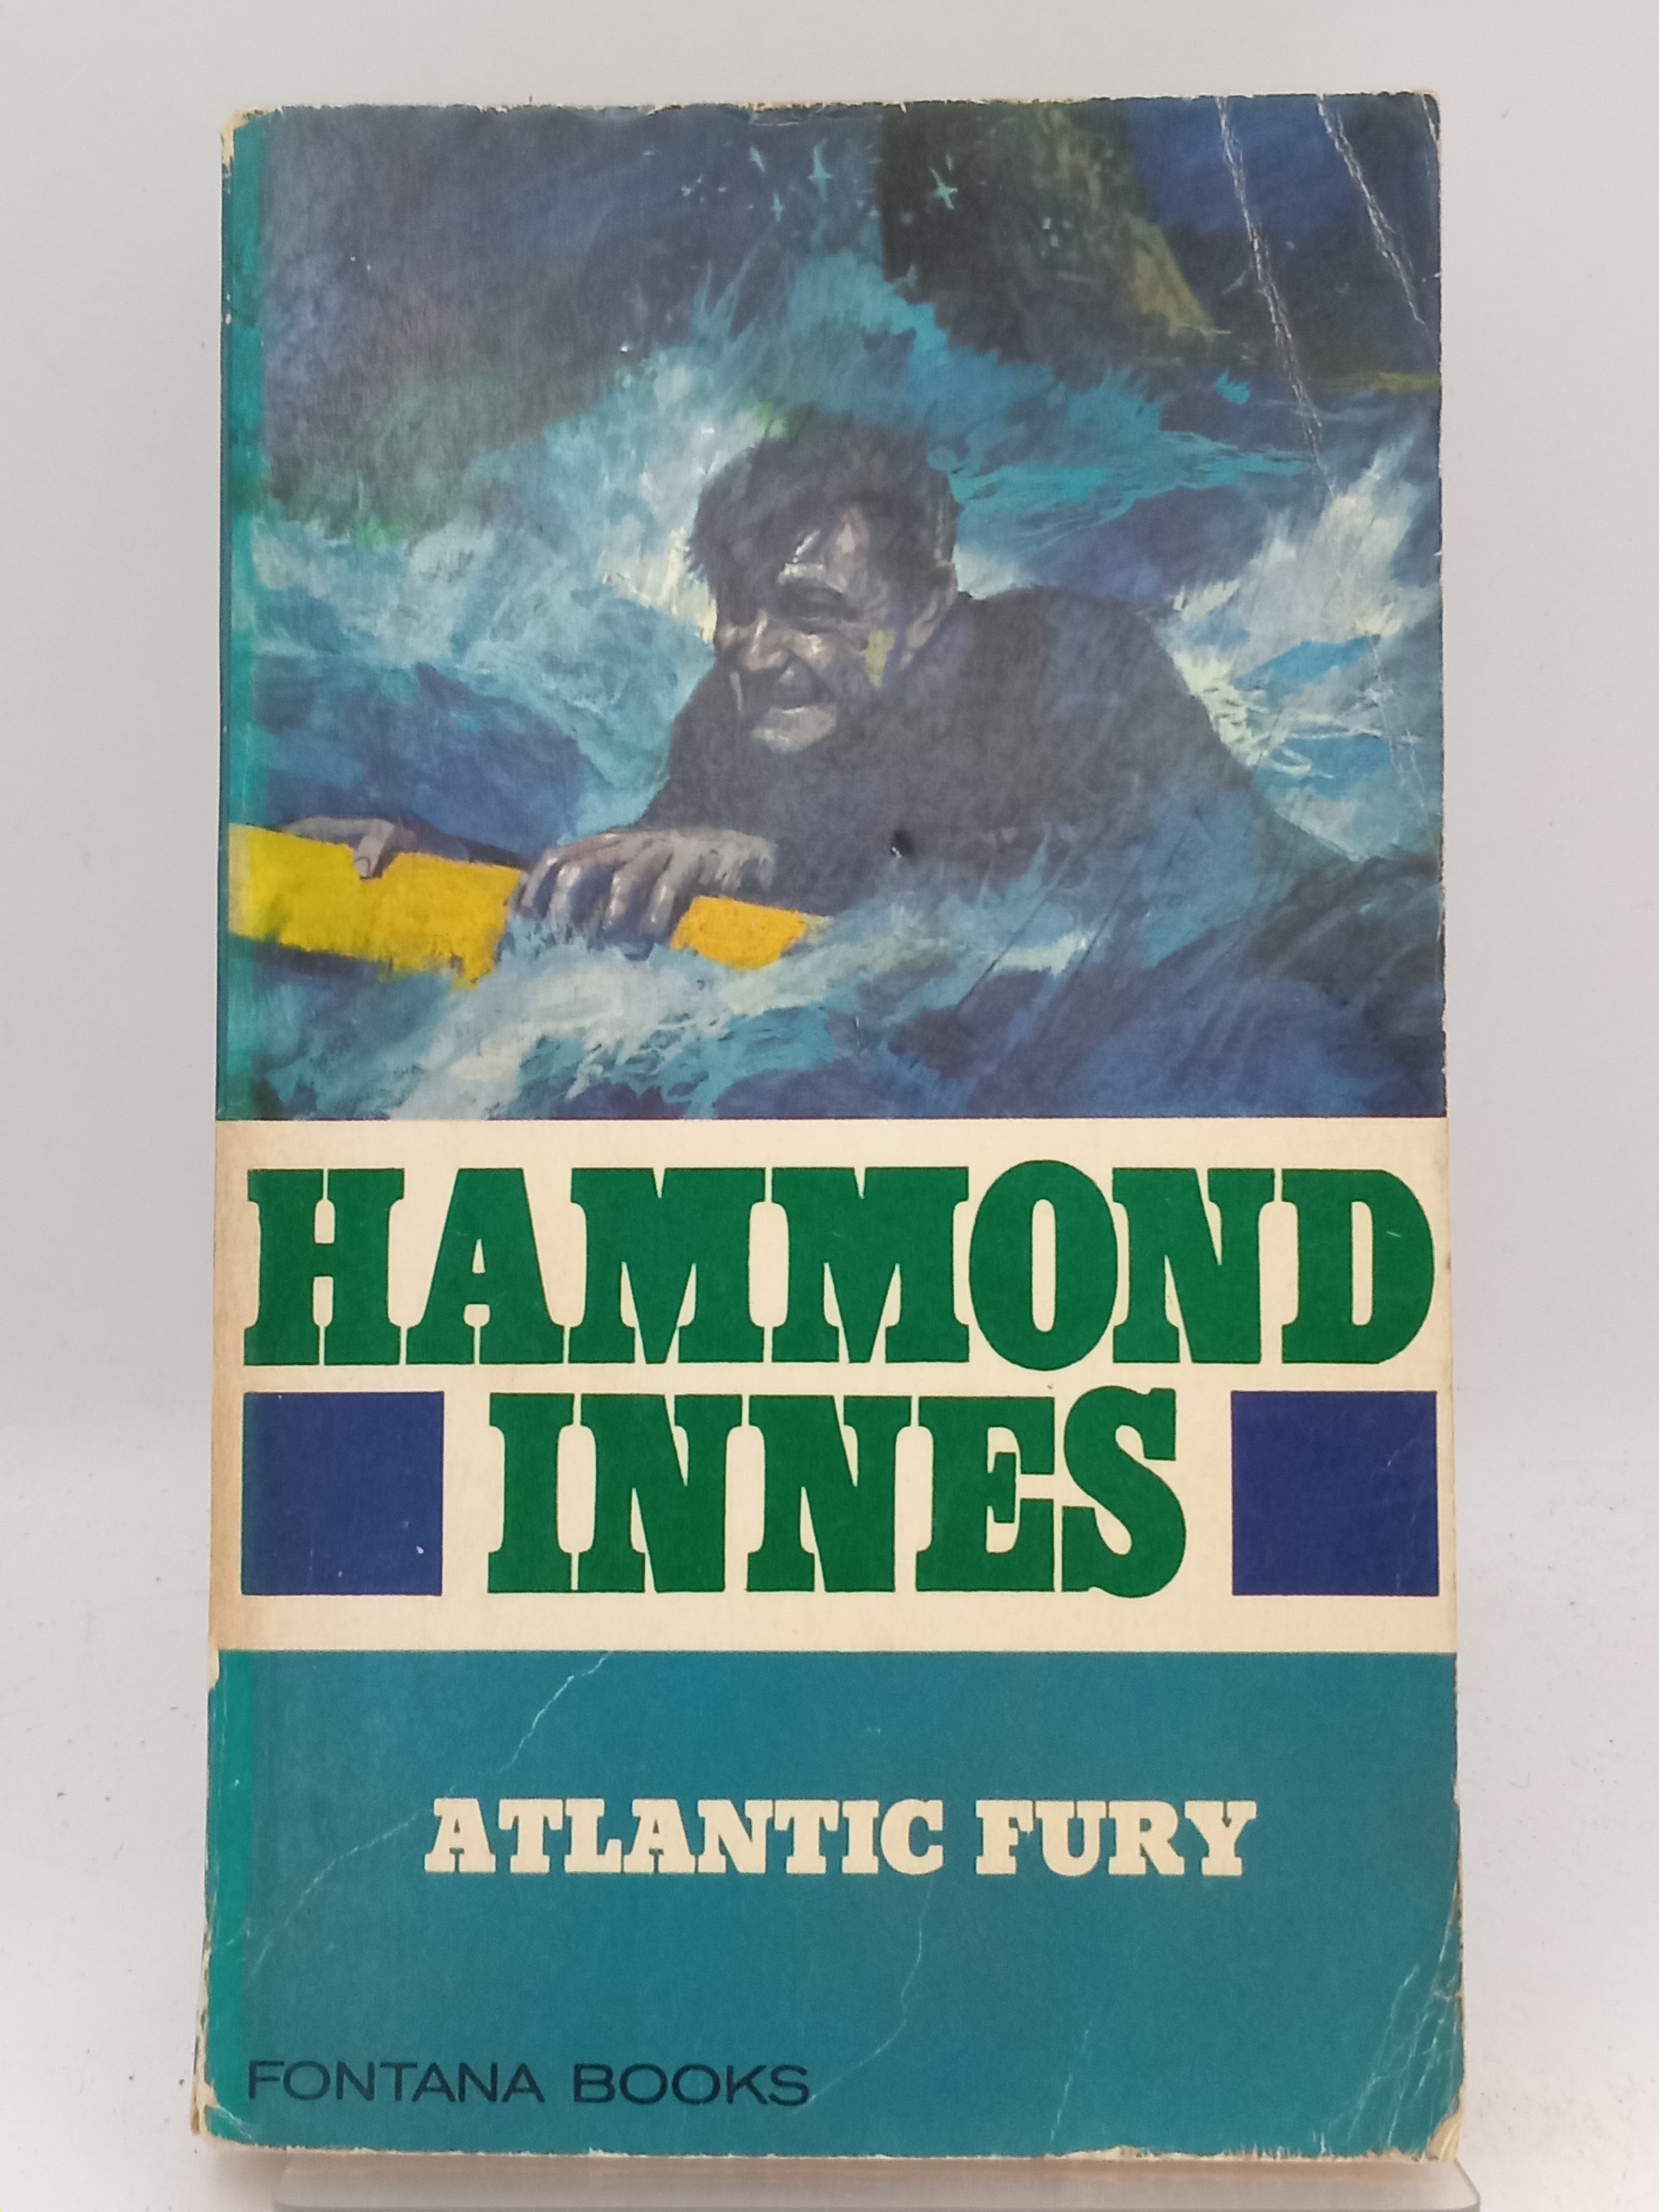 HAMMOND
INNES
ATLANTIC FURY
FONTANA BOOKS